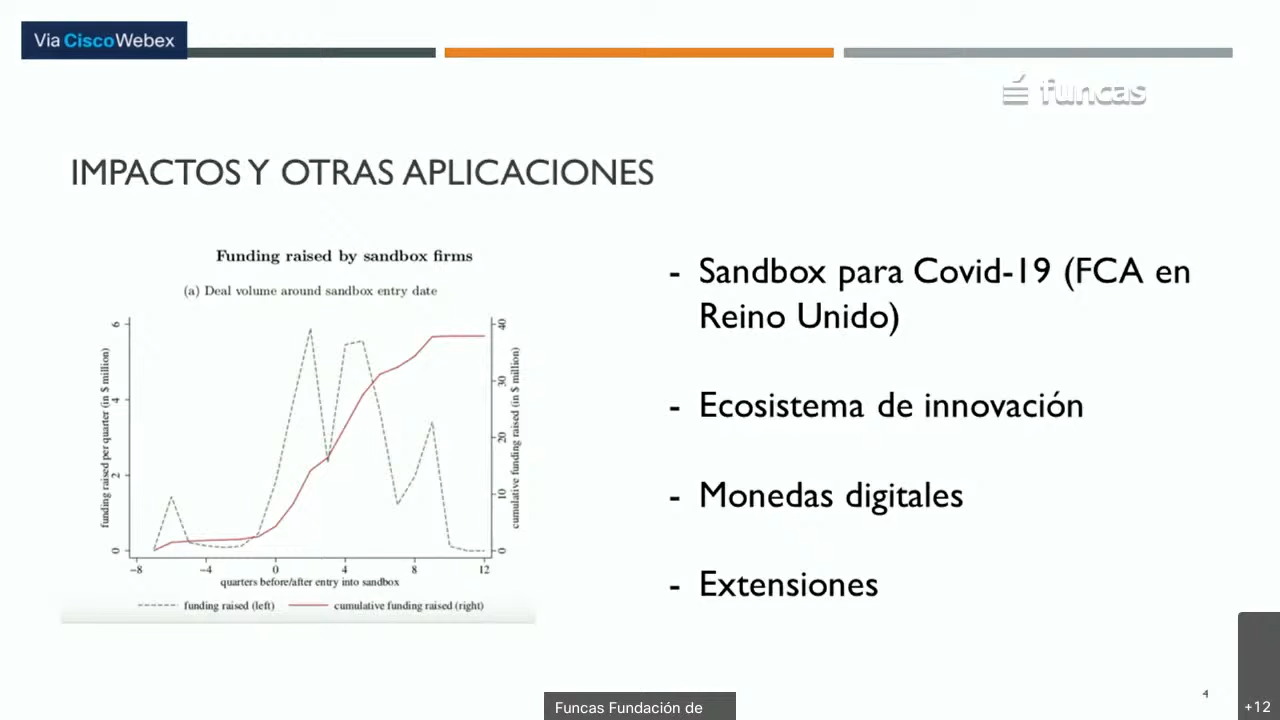 Via Cisco Webex
funcas
IMPACTOS Y OTRAS APLICACIONES
Funding raised by sandbox firms
(a) Deal volume around sandbox entry date
funding raised per quarter (in $ million)
6
4
2
0
40
30
20
10
0
cumulative funding raised (in $ million)
-8 -4 0 4 8 12
quarters before/after entry into sandbox
funding raised (left) cumulative funding raised (right)
- Sandbox para Covid-19 (FCA en
Reino Unido)
- Ecosistema de innovación
- Monedas digitales
- Extensiones
4
Funcas Fundación de
+12